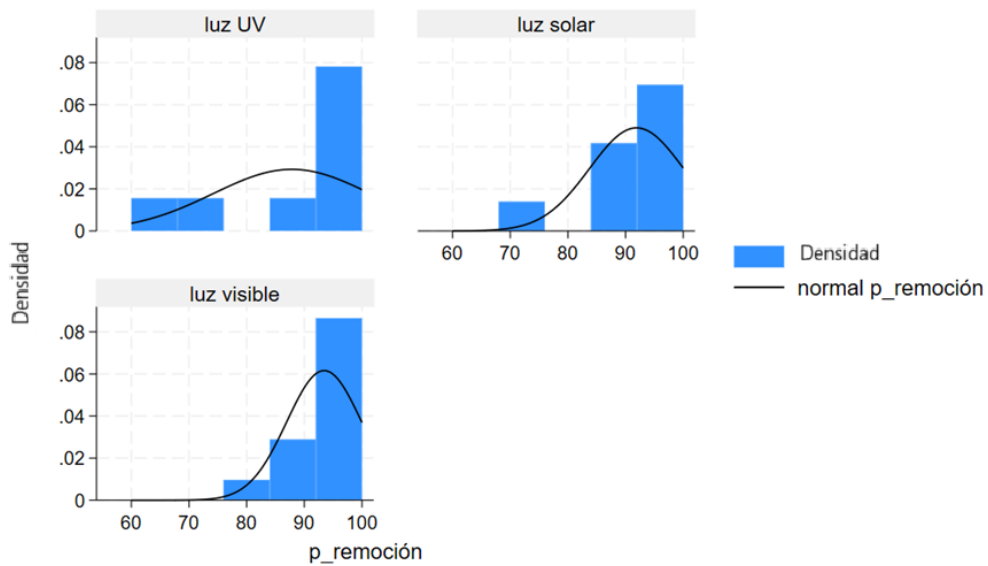 luz UV
luz solar
.08
.06
.04
.02
0
60 70 80 90 100
Densidad
luz visible
.08
.06
.04
.02
0
60 70 80 90 100
p_remoción
Densidad
normal p_remoción